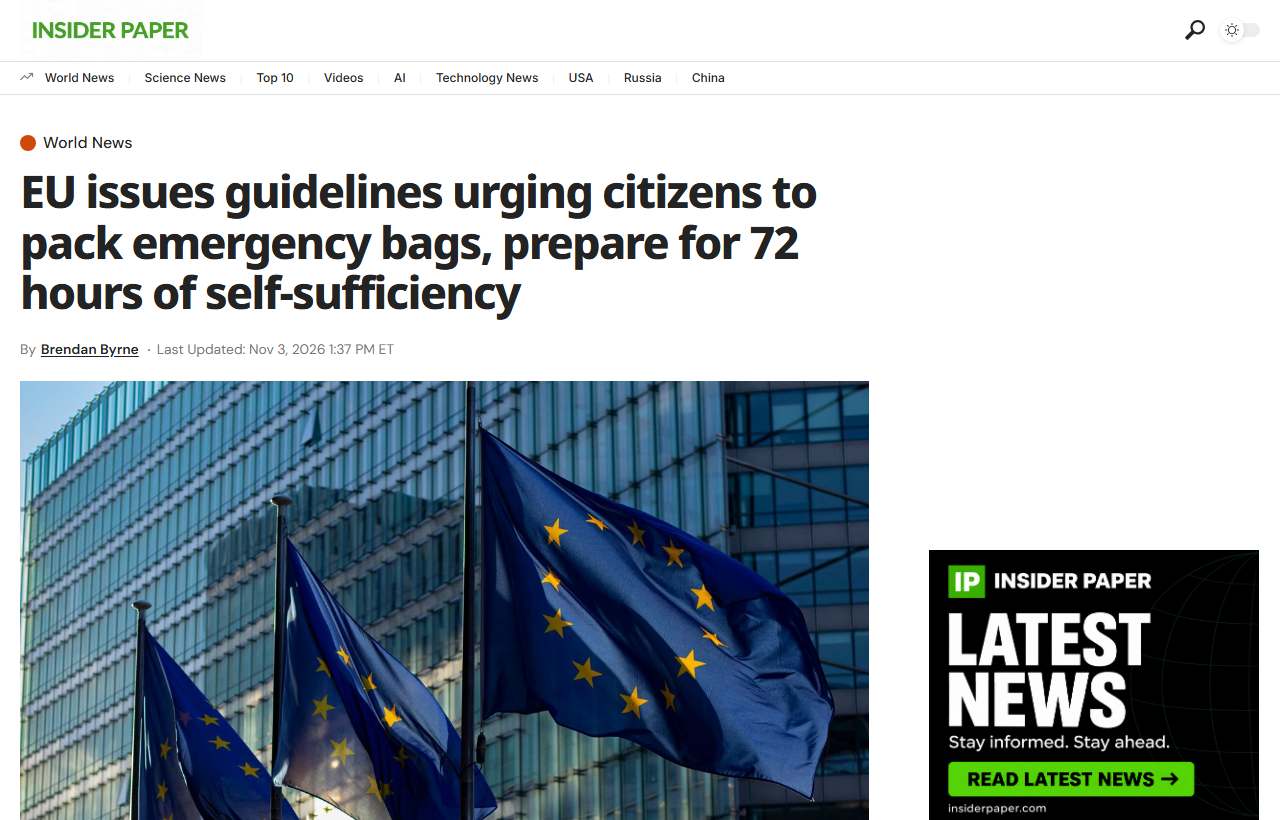 INSIDER PAPER
World News
Science News
Top 10
Videos
AI
Technology News
USA
Russia
China
World News
EU issues guidelines urging citizens to
pack emergency bags, prepare for 72
hours of self-sufficiency
By Brendan Byrne · Last Updated: Nov 3, 2026 1:37 PM ET
IP INSIDER PAPER
LATEST
NEWS
Stay informed. Stay ahead.
READ LATEST NEWS →
insiderpaper.com